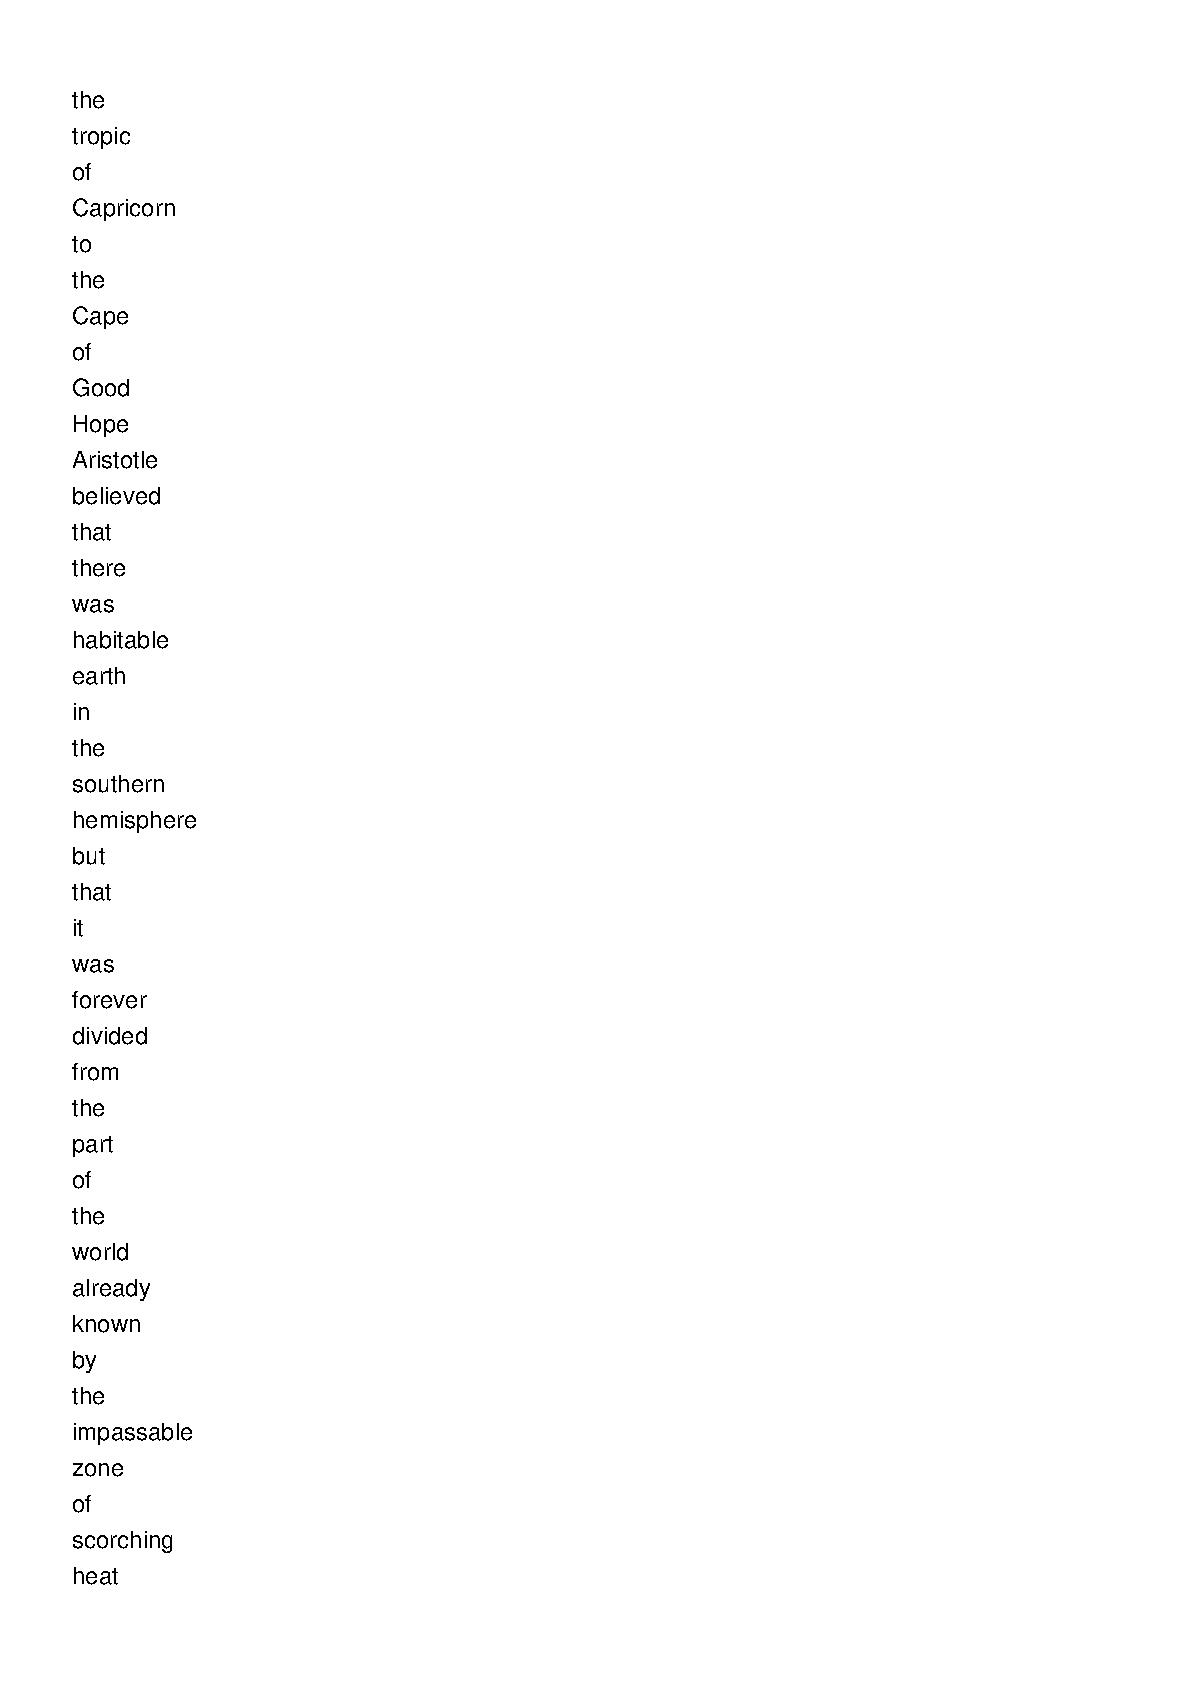 the
tropic
of
Capricorn
to
the
Cape
of
Good
Hope
Aristotle
believed
that
there
was
habitable
earth
in
the
southern
hemisphere
but
that
it
was
forever
divided
from
the
part
of
the
world
already
known
by
the
impassable
zone
of
scorching
heat